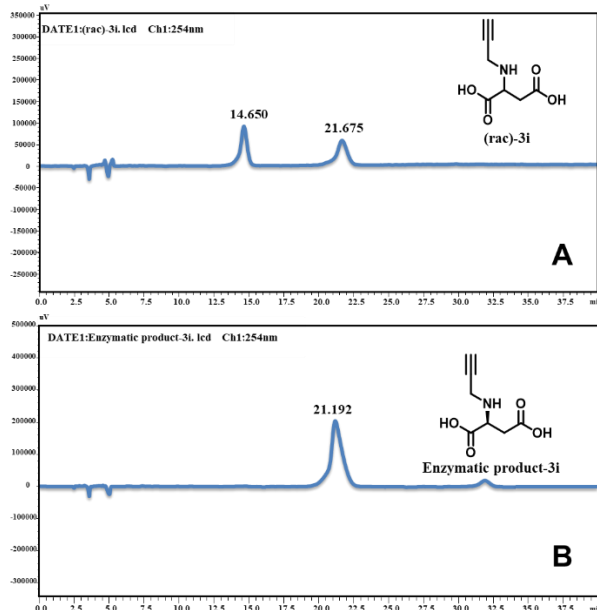 uV
350000
DATE1:(rac)-3i. lcd Ch1:254nm
300000
250000
200000
150000
100000
50000
0
-50000
-100000
-150000
-200000
-250000
14.650
21.675
NH
O
HO
OH
O
(rac)-3i
A
0.0 2.5 5.0 7.5 10.0 12.5 15.0 17.5 20.0 22.5 25.0 27.5 30.0 32.5 35.0 37.5
uV
500000
DATE1:Enzymatic product-3i. lcd Ch1:254nm
400000
300000
200000
100000
0
-100000
-200000
-300000
21.192
NH
O
HO
OH
O
Enzymatic product-3i
B
0.0 2.5 5.0 7.5 10.0 12.5 15.0 17.5 20.0 22.5 25.0 27.5 30.0 32.5 35.0 37.5